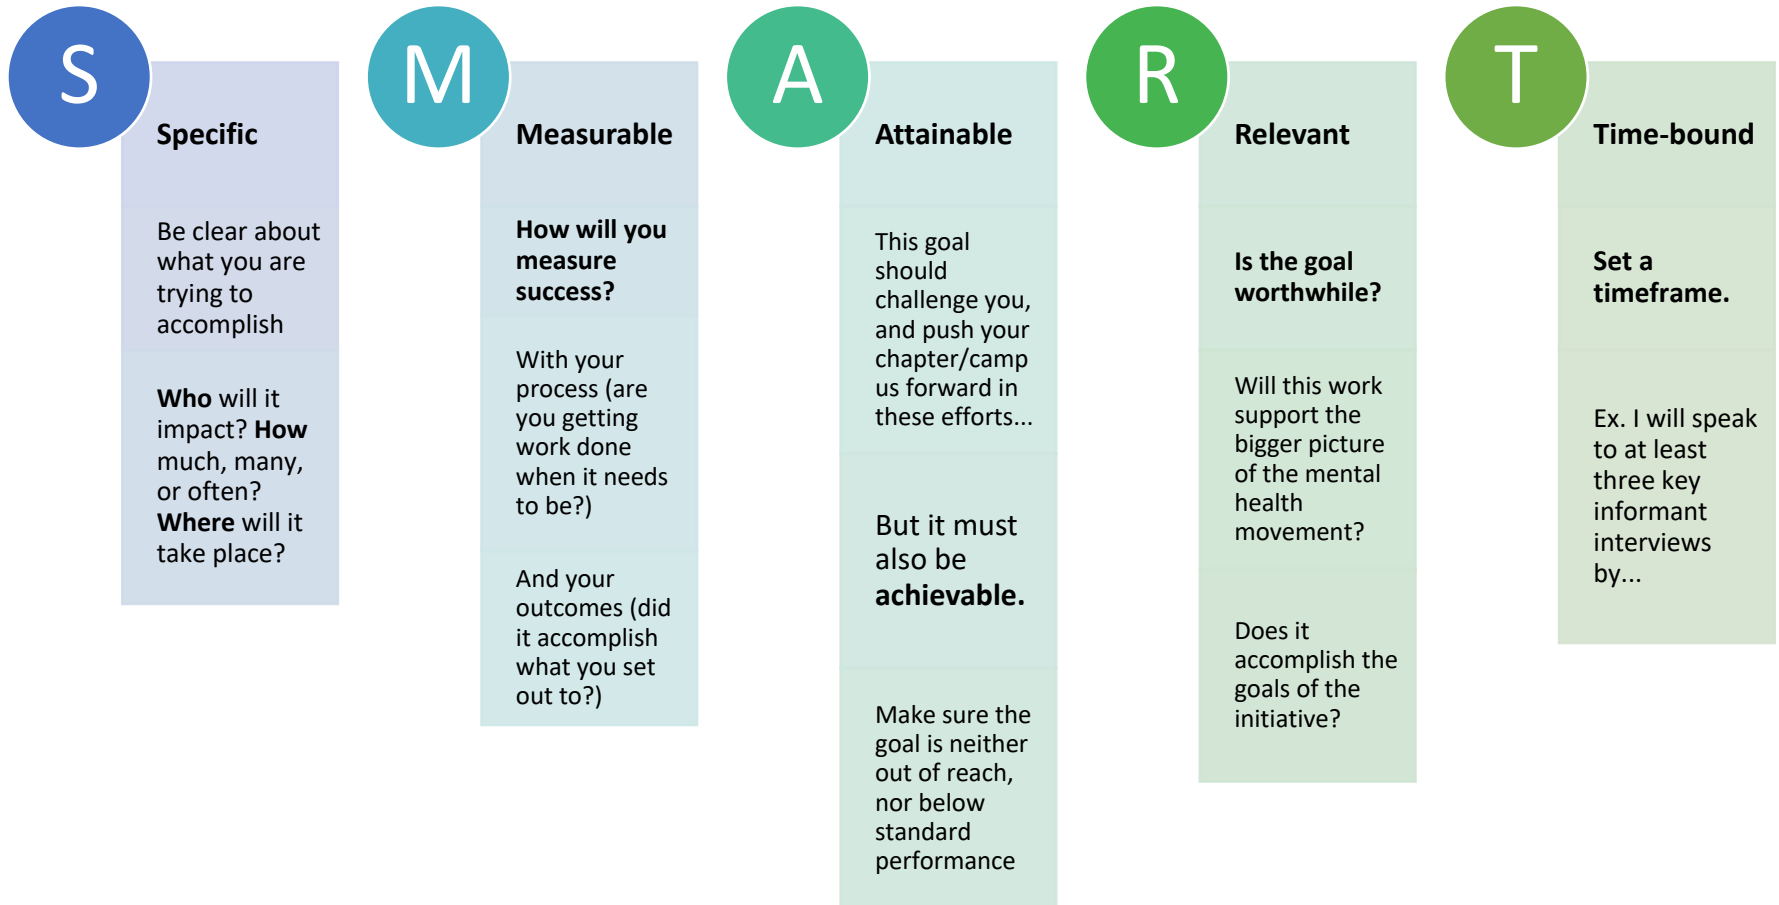 S
Specific
Be clear about
what you are
trying to
accomplish
Who will it
impact? How
much, many,
or often?
Where will it
take place?
M
Measurable
How will you
measure
success?
With your
process (are
you getting
work done
when it needs
to be?)
And your
outcomes (did
it accomplish
what you set
out to?)
A
Attainable
This goal
should
challenge you,
and push your
chapter/camp
us forward in
these efforts...
But it must
also be
achievable.
Make sure the
goal is neither
out of reach,
nor below
standard
performance
R
Relevant
Is the goal
worthwhile?
Will this work
support the
bigger picture
of the mental
health
movement?
Does it
accomplish the
goals of the
initiative?
T
Time-bound
Set a
timeframe.
Ex. I will speak
to at least
three key
informant
interviews
by...